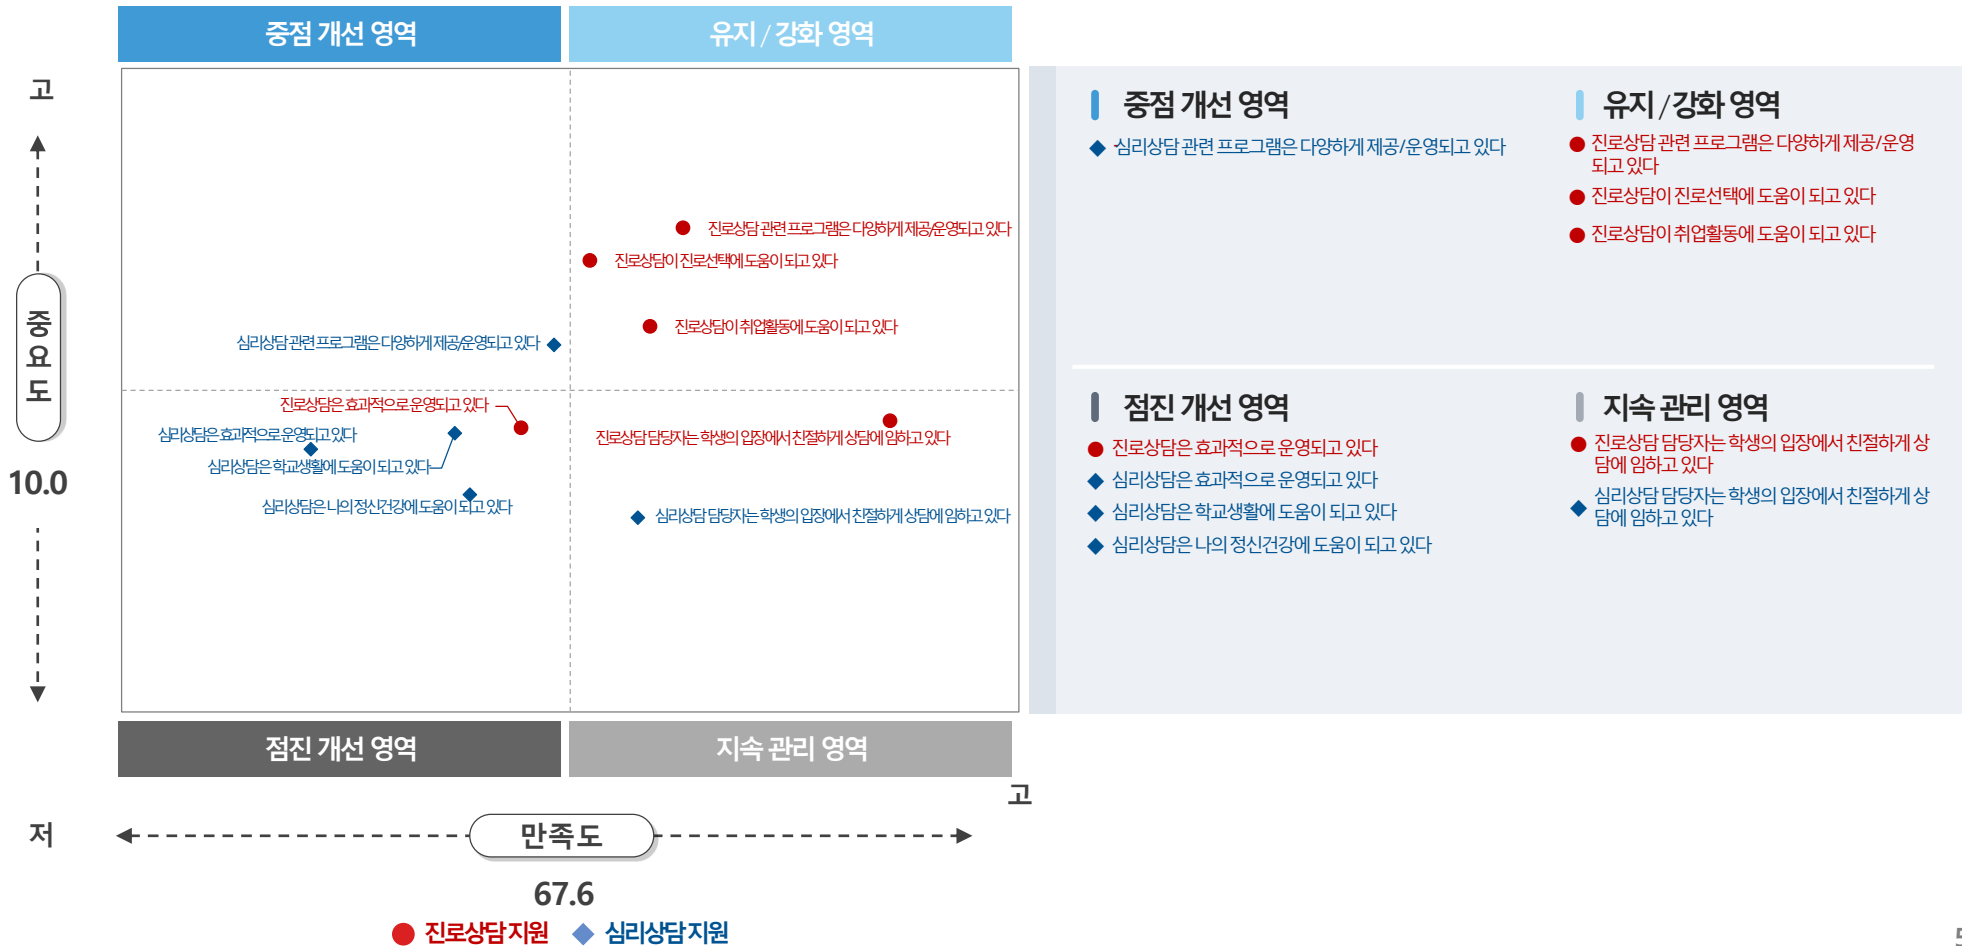 중점 개선 영역
유지 / 강화 영역
고
중요도
10.0
저
진로상담 관련 프로그램은 다양하게 제공/운영되고 있다
진로상담이 진로선택에 도움이 되고 있다
진로상담이 취업활동에 도움이 되고 있다
심리상담 관련 프로그램은 다양하게 제공/운영되고 있다
진로상담은 효과적으로 운영되고 있다
심리상담은 효과적으로 운영되고 있다
심리상담은 학교생활에 도움이 되고 있다
심리상담은 나의 정신건강에 도움이 되고 있다
진로상담 담당자는 학생의 입장에서 친절하게 상담에 임하고 있다
심리상담 담당자는 학생의 입장에서 친절하게 상담에 임하고 있다
점진 개선 영역
지속 관리 영역
고
만족도
67.6
진로상담 지원
심리상담 지원
중점 개선 영역
심리상담 관련 프로그램은 다양하게 제공/운영되고 있다
유지 / 강화 영역
진로상담 관련 프로그램은 다양하게 제공/운영
되고 있다
진로상담이 진로선택에 도움이 되고 있다
진로상담이 취업활동에 도움이 되고 있다
점진 개선 영역
진로상담은 효과적으로 운영되고 있다
심리상담은 효과적으로 운영되고 있다
심리상담은 학교생활에 도움이 되고 있다
심리상담은 나의 정신건강에 도움이 되고 있다
지속 관리 영역
진로상담 담당자는 학생의 입장에서 친절하게 상
담에 임하고 있다
심리상담 담당자는 학생의 입장에서 친절하게 상
담에 임하고 있다